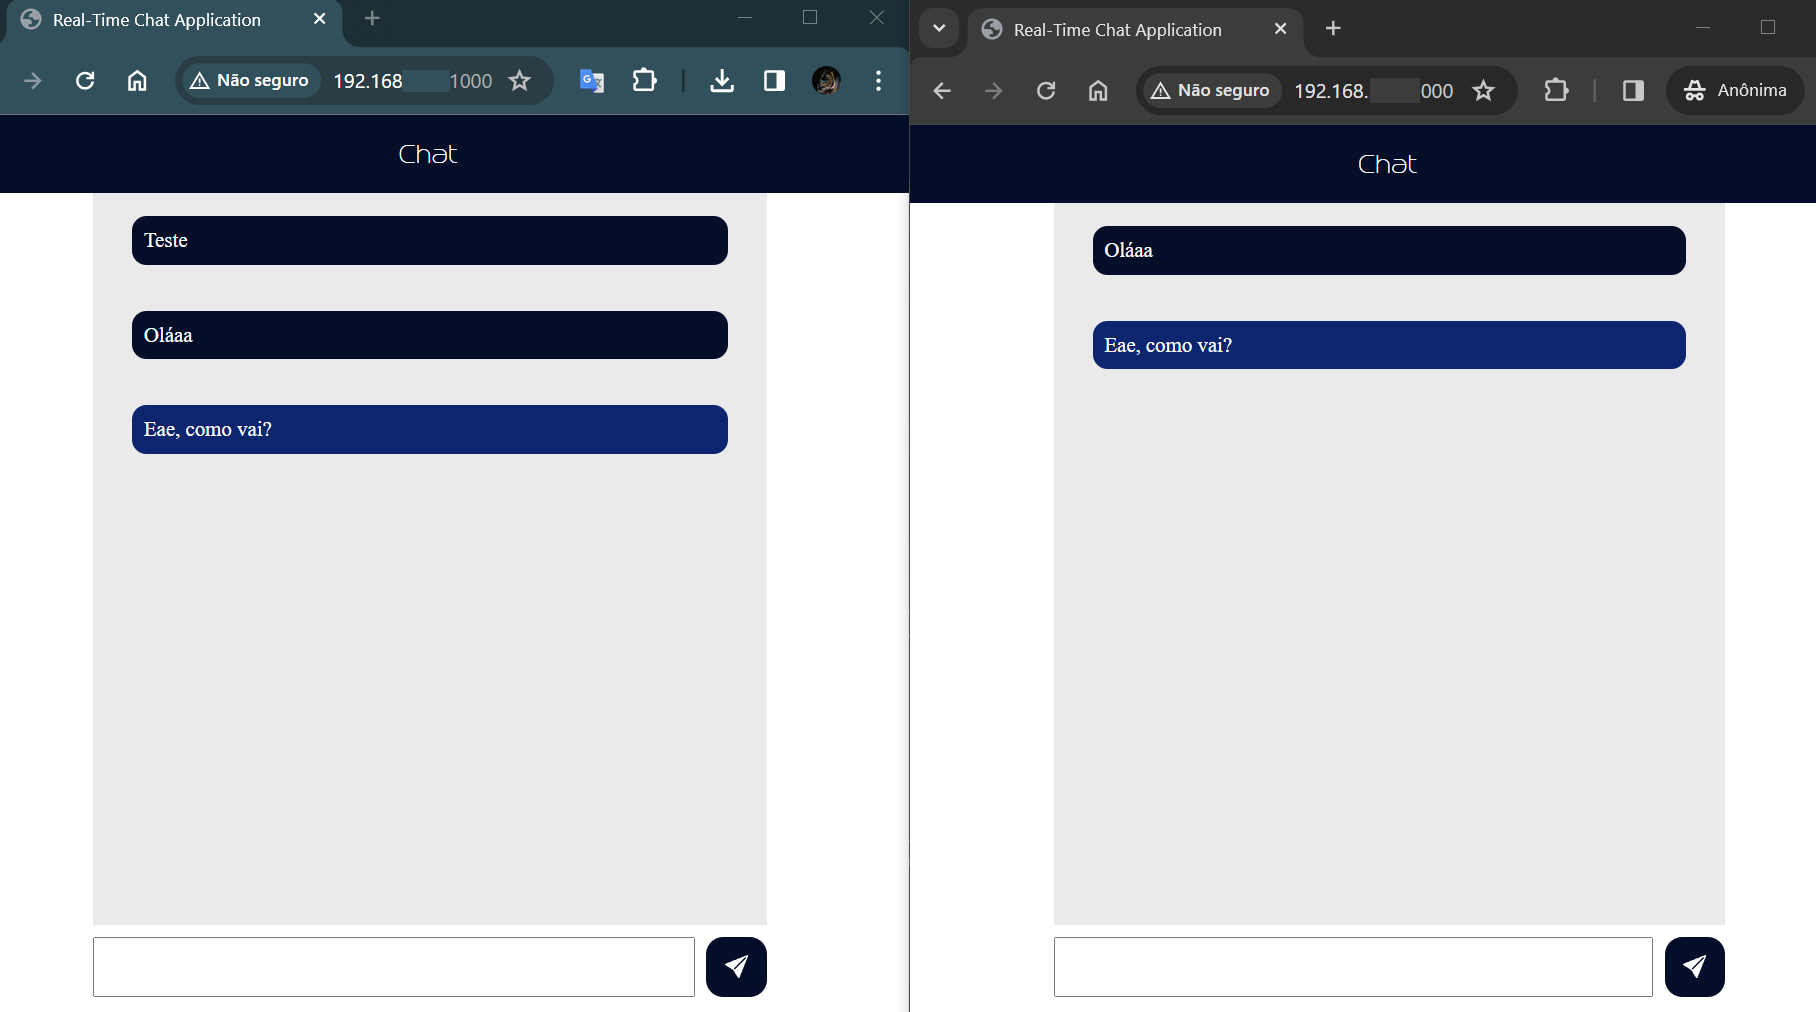 Real-Time Chat Application
Não seguro 192.168 1000
Chat
Teste
Oláaa
Eae, como vai?
Real-Time Chat Application
Não seguro 192.168. 000 Anônima
Chat
Oláaa
Eae, como vai?